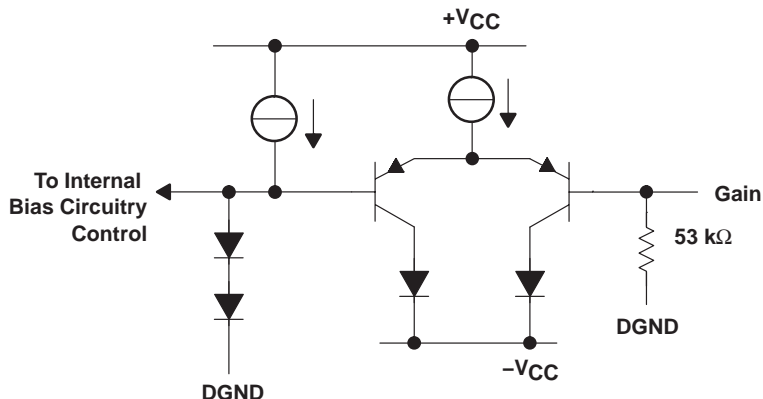 +VCC
To Internal
Bias Circuitry
Control
Gain
53 kΩ
DGND
−VCC
DGND